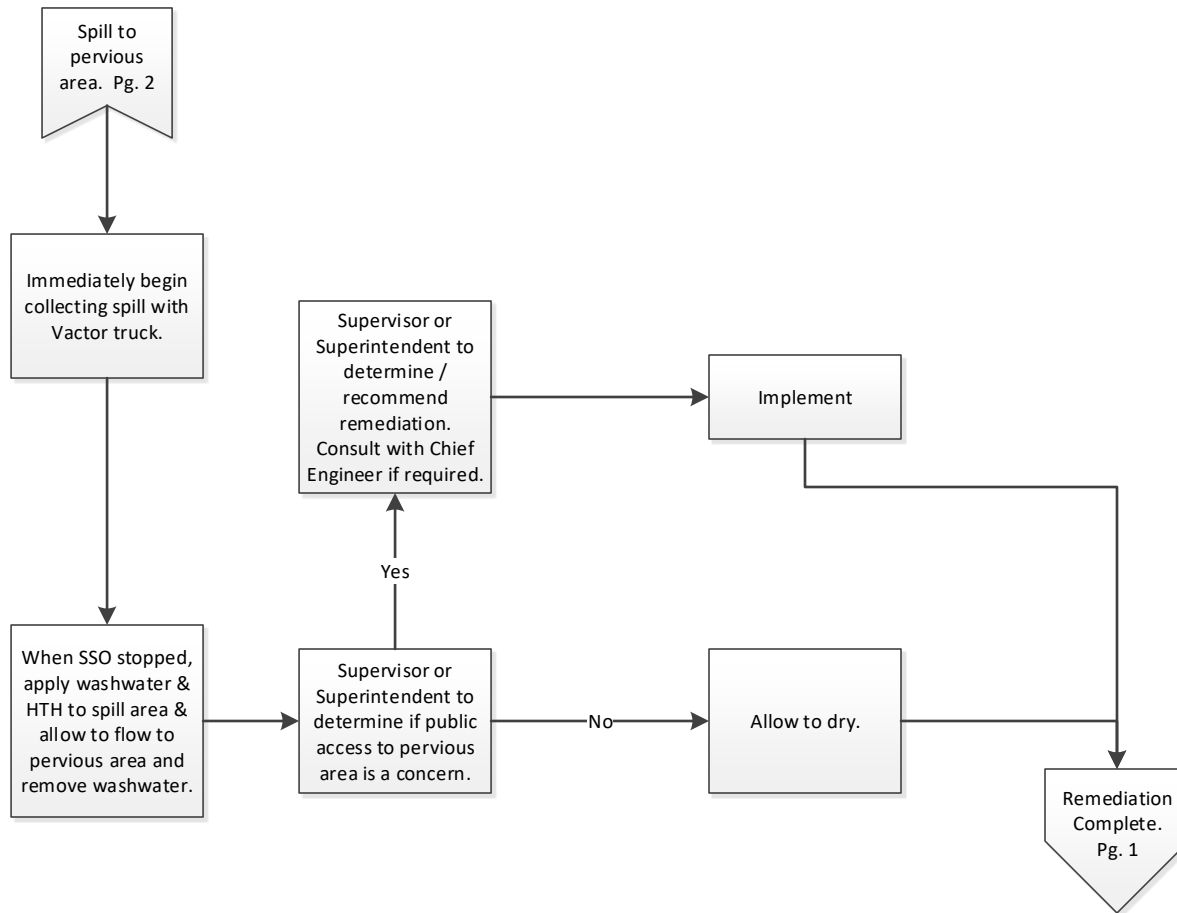 Spill to
pervious
area.  Pg. 2
Immediately begin
collecting spill with
Vactor truck.
When SSO stopped,
apply washwater &
HTH to spill area &
allow to flow to
pervious area and
remove washwater.
Supervisor or
Superintendent to
determine if public
access to pervious
area is a concern.
Yes
Supervisor or
Superintendent to
determine /
recommend
remediation.
Consult with Chief
Engineer if required.
Implement
No
Allow to dry.
Remediation
Complete.
Pg. 1